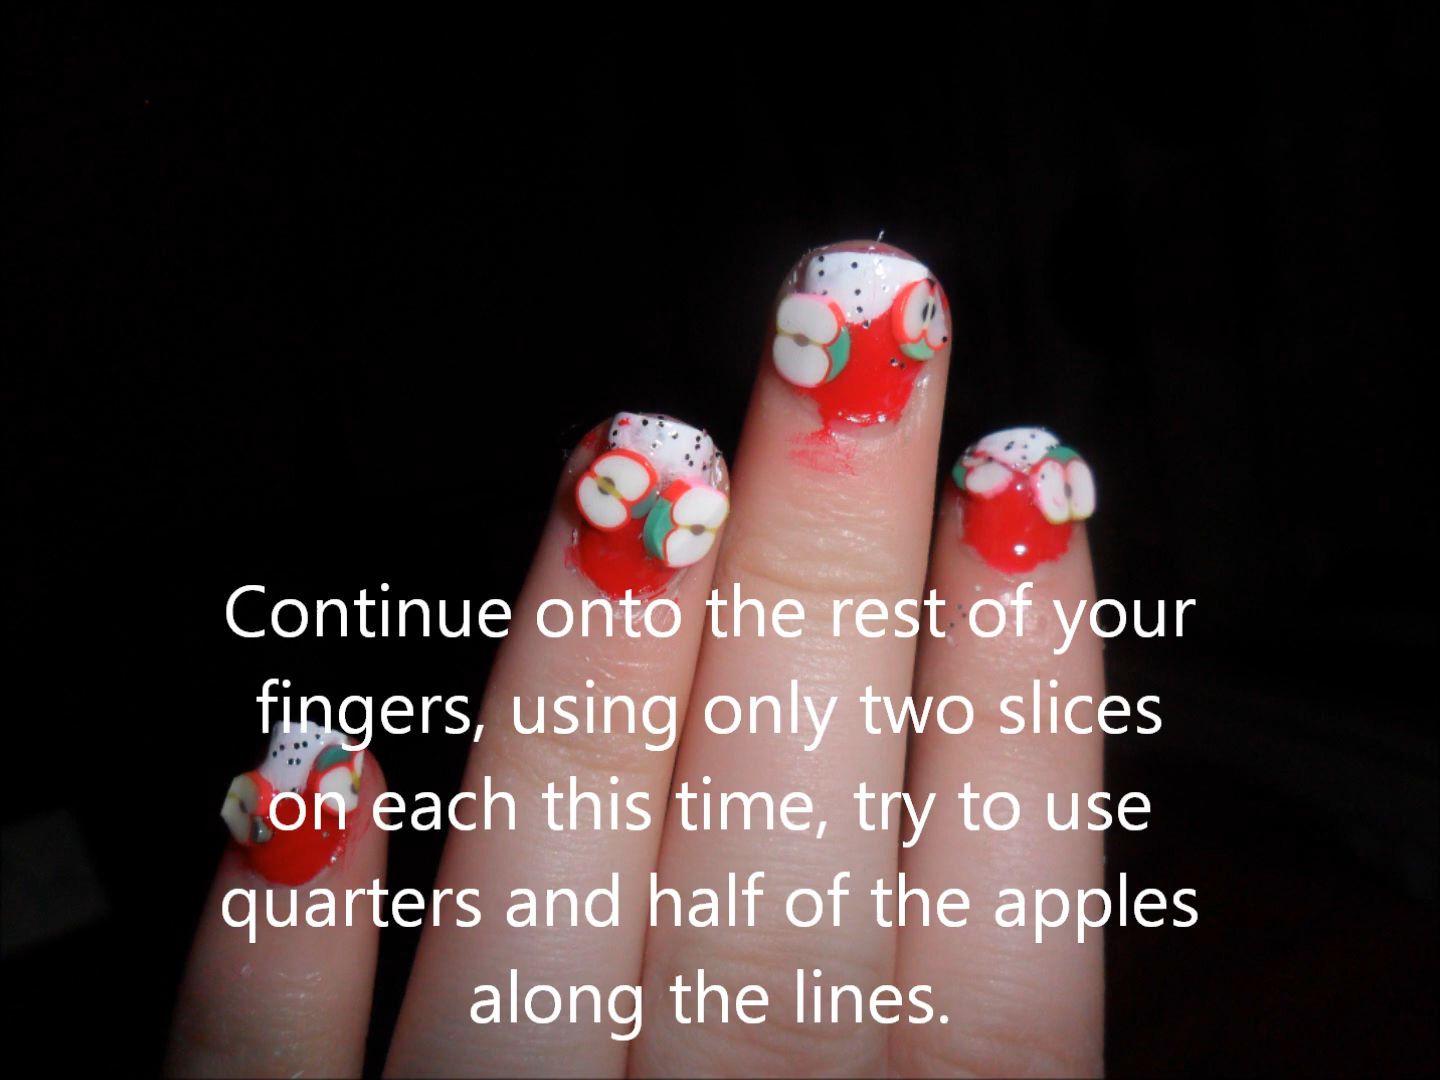 Continue onto the rest of your
fingers, using only two slices
on each this time, try to use
quarters and half of the apples
along the lines.